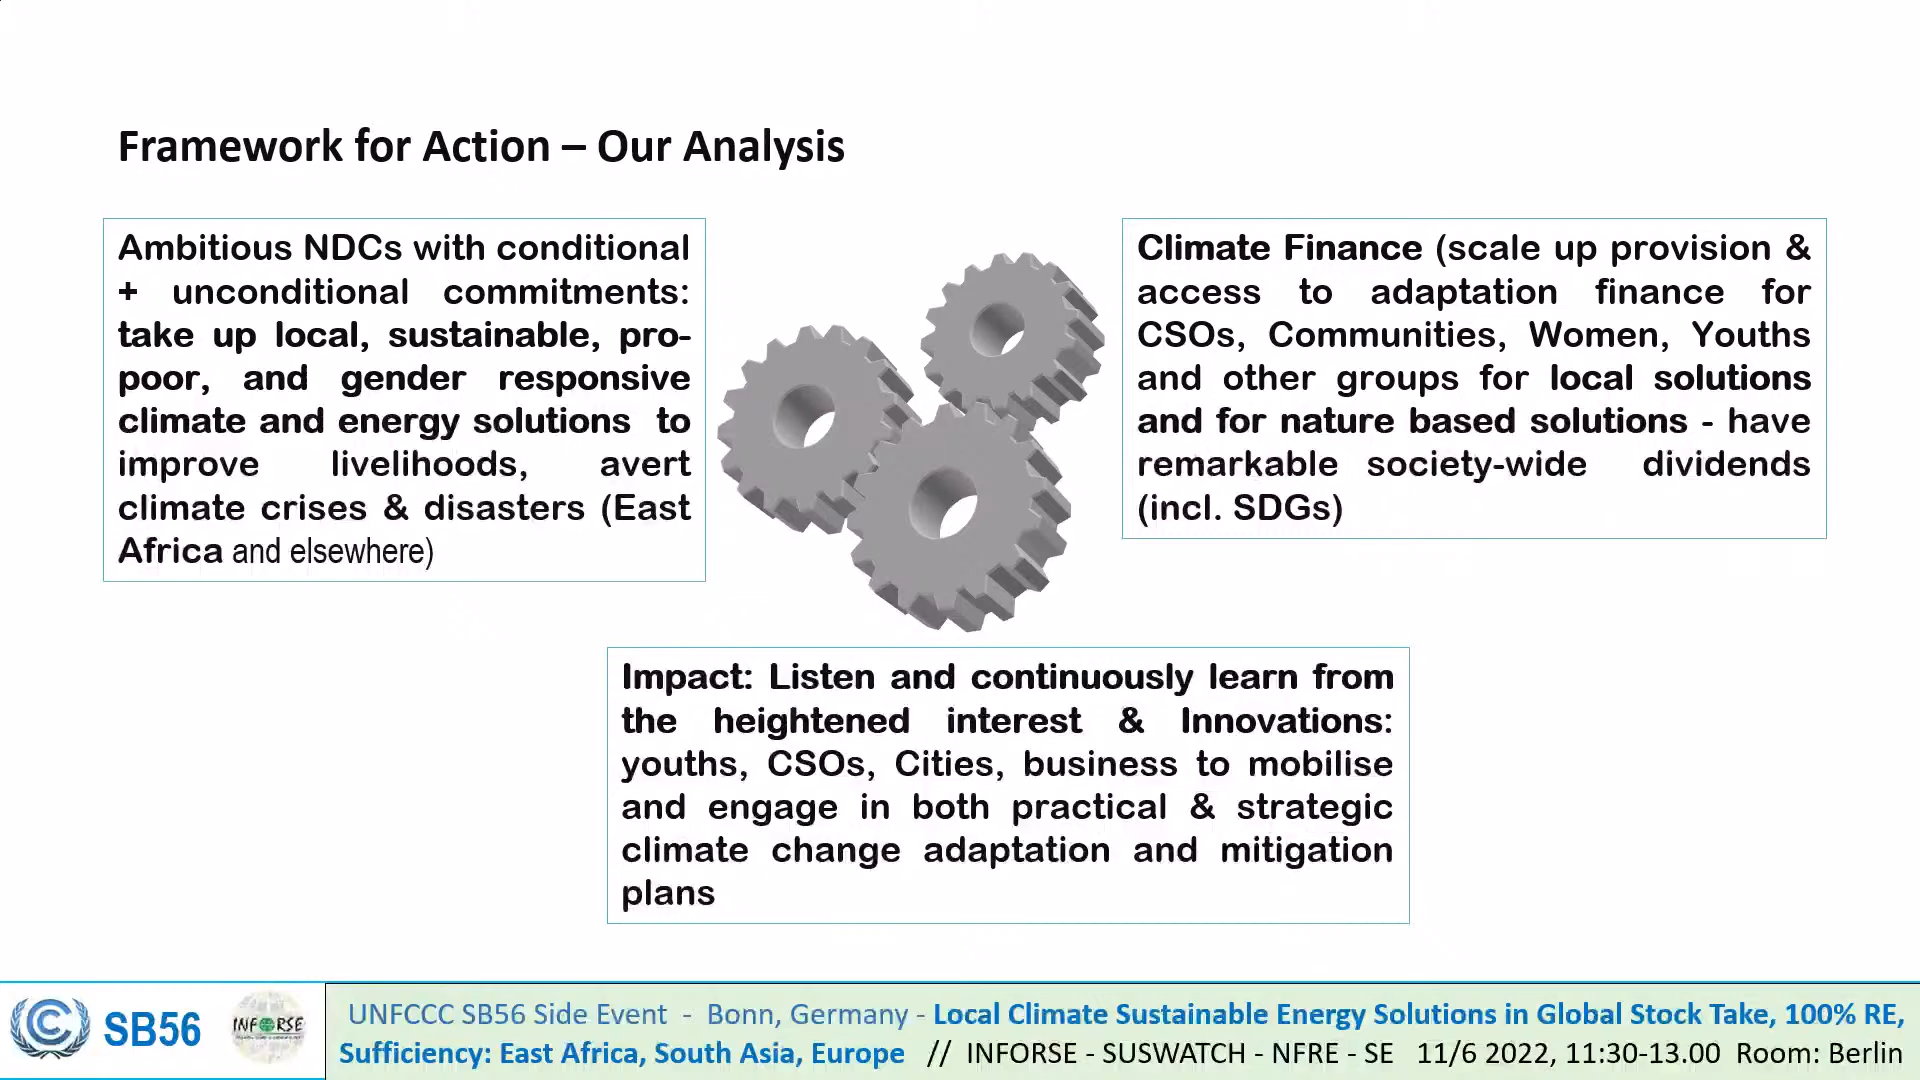 Framework for Action – Our Analysis
Ambitious NDCs with conditional
+ unconditional commitments:
take up local, sustainable, pro-
poor, and gender responsive
climate and energy solutions to
improve livelihoods, avert
climate crises & disasters (East
Africa and elsewhere)
Climate Finance (scale up provision &
access to adaptation finance for
CSOs, Communities, Women, Youths
and other groups for local solutions
and for nature based solutions - have
remarkable society-wide dividends
(incl. SDGs)
Impact: Listen and continuously learn from
the heightened interest & Innovations:
youths, CSOs, Cities, business to mobilise
and engage in both practical & strategic
climate change adaptation and mitigation
plans
SB56
INFORSE
UNFCCC SB56 Side Event - Bonn, Germany - Local Climate Sustainable Energy Solutions in Global Stock Take, 100% RE,
Sufficiency: East Africa, South Asia, Europe // INFORSE - SUSWATCH - NFRE - SE 11/6 2022, 11:30-13.00 Room: Berlin